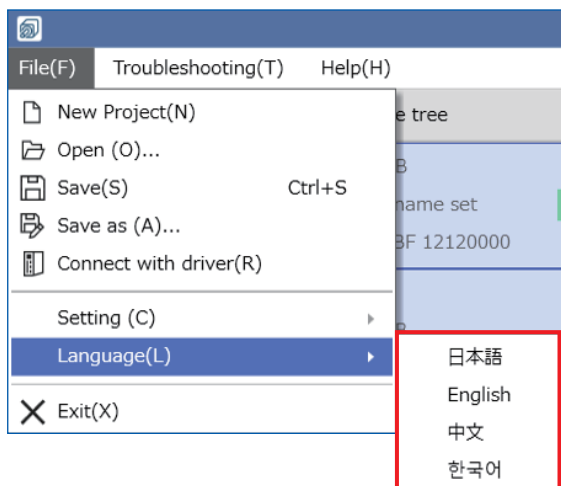 File(F) Troubleshooting(T) Help(H)
New Project(N)
e tree
Open (O)...
B
Save(S) Ctrl+S
name set
Save as (A)...
BF 12120000
Connect with driver(R)
Setting (C)
B
Language(L)
日本語
English
Exit(X)
中文
한국어